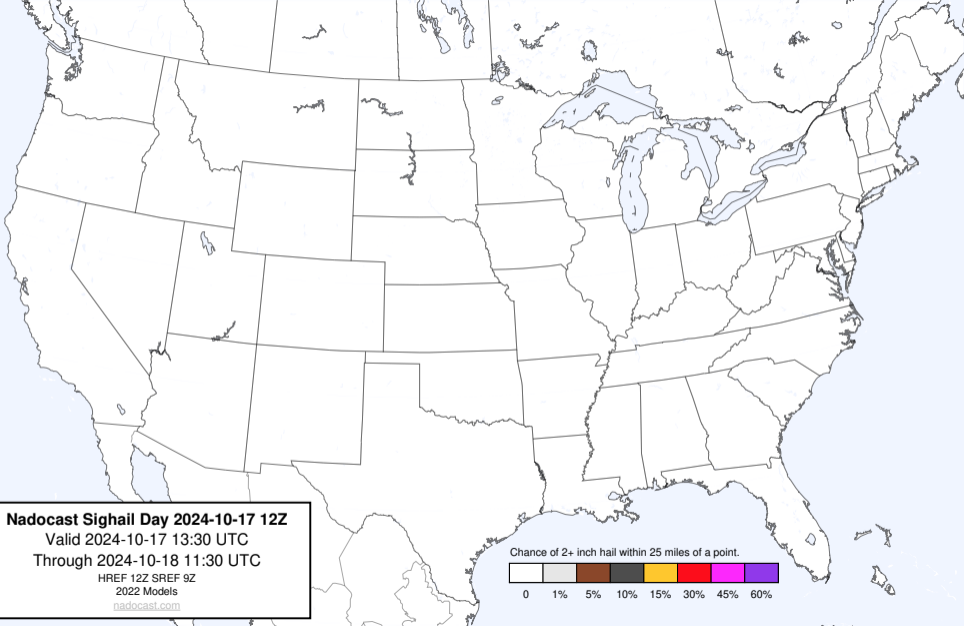 Nadocast Sighail Day 2024-10-17 12Z
Valid 2024-10-17 13:30 UTC
Through 2024-10-18 11:30 UTC
HREF 12Z SREF 9Z
2022 Models
nadocast.com
Chance of 2+ inch hail within 25 miles of a point.
0 1% 5% 10% 15% 30% 45% 60%